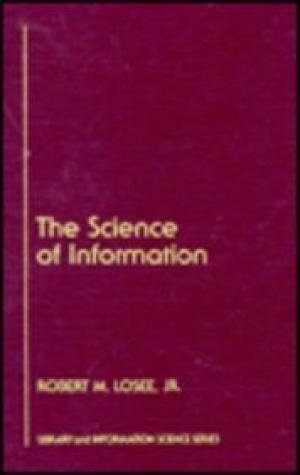 The Science
of Information
ROBERT M. LOSEE, JR.
LIBRARY and INFORMATION SCIENCE SERIES